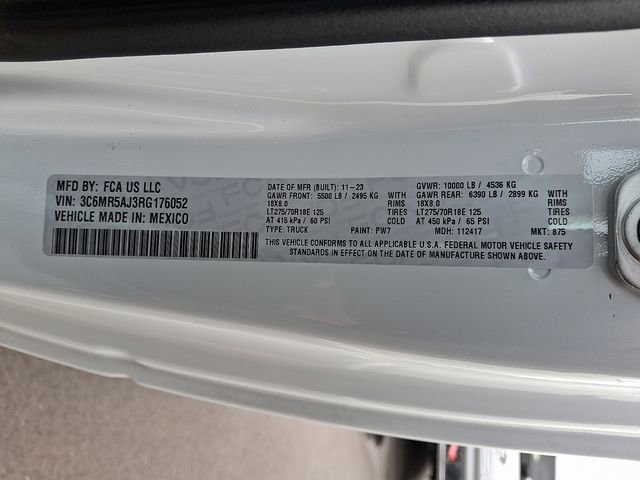 MFD BY: FCA US LLC
VIN: 3C6MR5AJ3RG176052
VEHICLE MADE IN: MEXICO
DATE OF MFR (BUILT): 11-23
GAWR FRONT: 5500 LB / 2495 KG WITH
18X8.0 RIMS
LT275/70R18E 125 TIRES
AT 415 kPa / 60 PSI COLD
TYPE: TRUCK PAINT: PW7
GVWR: 10000 LB / 4536 KG
GAWR REAR: 6390 LB / 2899 KG WITH
18X8.0 RIMS
LT275/70R18E 125 TIRES
AT 450 kPa / 65 PSI COLD
MDH: 112417 MKT: 875
THIS VEHICLE CONFORMS TO ALL APPLICABLE U.S.A. FEDERAL MOTOR VEHICLE SAFETY
STANDARDS IN EFFECT ON THE DATE OF MANUFACTURE SHOWN ABOVE.